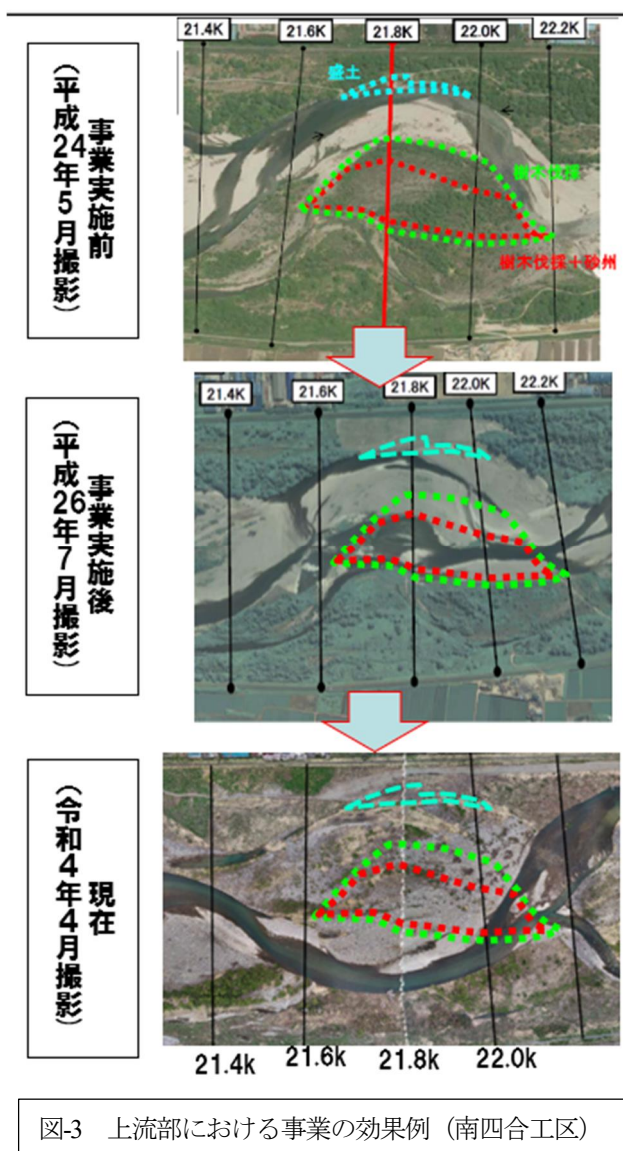 21.4K 21.6K 21.8K 22.0K 22.2K
事業実施前
（平成24年5月撮影）
盛土
樹木伐採
樹木伐採＋砂州
21.4K 21.6K 21.8K 22.0K 22.2K
事業実施後
（平成26年7月撮影）
現在
（令和4年4月撮影）
21.4k 21.6k 21.8k 22.0k
図-3 上流部における事業の効果例（南四合工区）